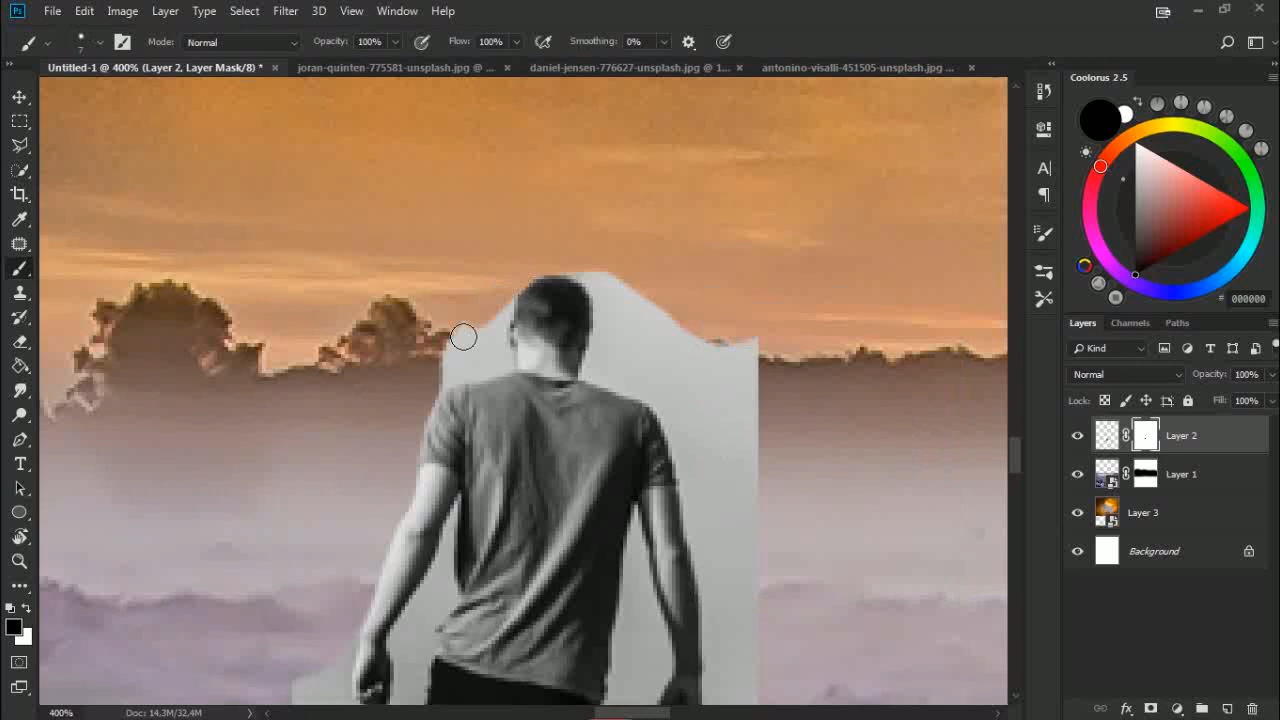 Ps File Edit Image Layer Type Select Filter 3D View Window Help
7 Mode: Normal Opacity: 100% Flow: 100% Smoothing: 0%
Untitled-1 @ 400% (Layer 2, Layer Mask/8) * × joran-quinten-775581-unsplash.jpg @ ... × daniel-jensen-776627-unsplash.jpg @ 1... × antonino-visalli-451505-unsplash.jpg ... ×
Coolorus 2.5
# 000000
Layers Channels Paths
Kind
Normal Opacity: 100%
Lock: Fill: 100%
Layer 2
Layer 1
Layer 3
Background
400% Doc: 14,3M/32,4M